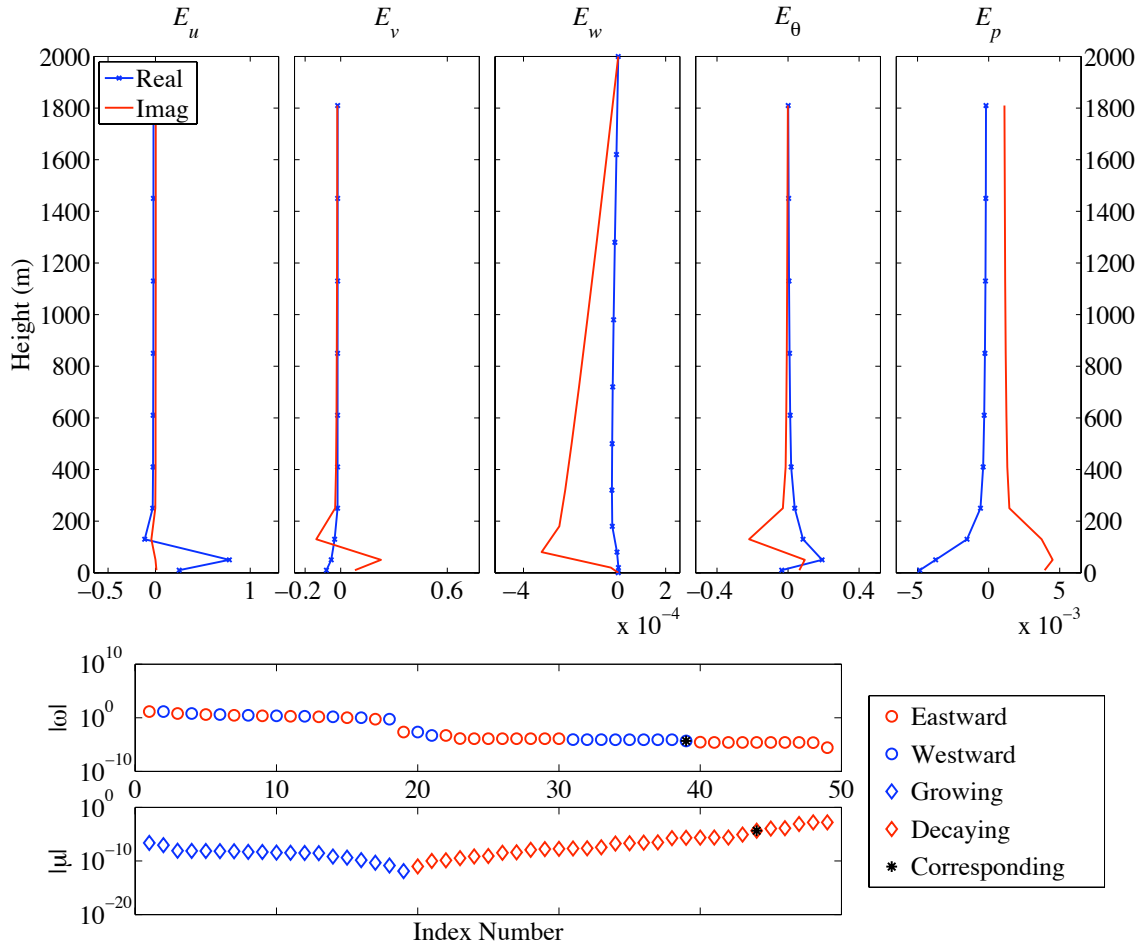 E_u E_v E_w E_θ E_p
2000 2000
Real
Imag
1800 1800
1600 1600
1400 1400
1200 1200
1000 1000
800 800
600 600
400 400
200 200
0 0
Height (m)
−1 0 1
−0.2 0 0.6
−4 0 2
x 10^−4
−0.4 0 0.4
−5 0 5
x 10^−3
10^10
10^0
10^−10
|ω|
0 10 20 30 40 50
10^0
10^−10
10^−20
|μ|
Index Number
Eastward
Westward
Growing
Decaying
Corresponding